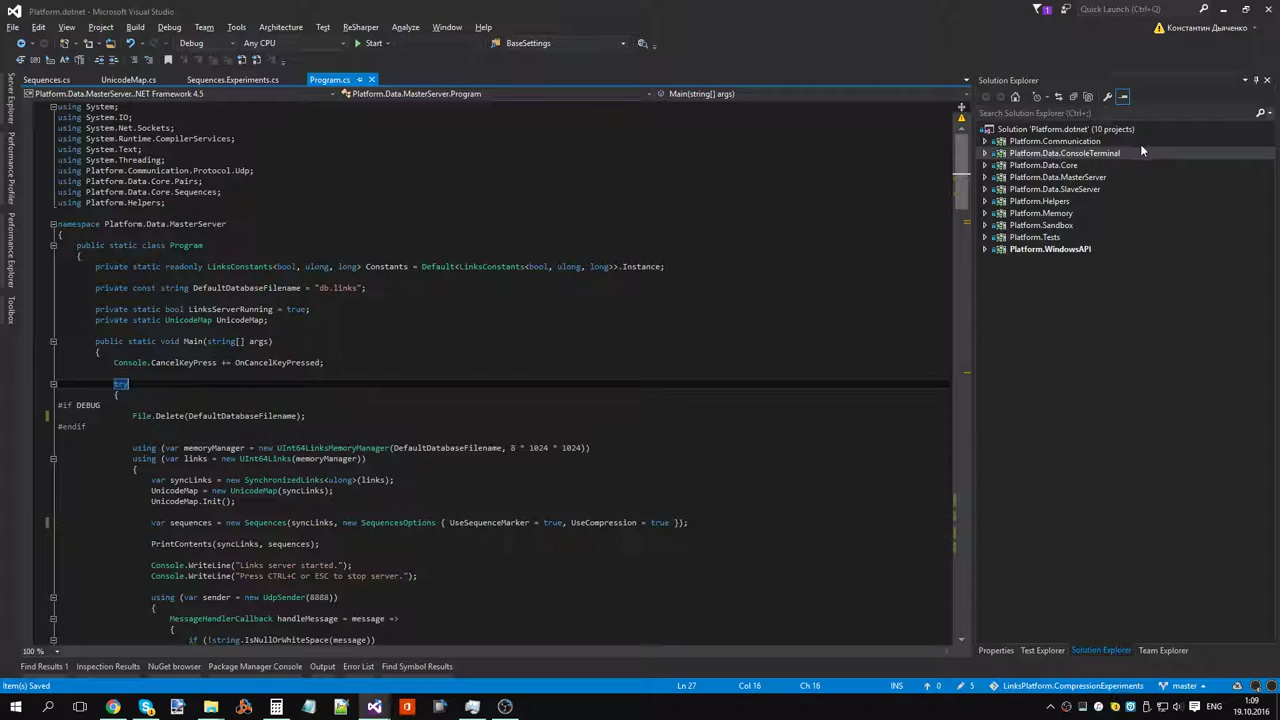 Platform.dotnet - Microsoft Visual Studio
1
Quick Launch (Ctrl+Q)
File Edit View Project Build Debug Team Tools Architecture Test ReSharper Analyze Window Help
Константин Дьяченко
Debug Any CPU Start BaseSettings
Sequences.cs UnicodeMap.cs Sequences.Experiments.cs Program.cs
Platform.Data.MasterServer..NET Framework 4.5 Platform.Data.MasterServer.Program Main(string[] args)
Server Explorer
Performance Profiler
Performance Explorer
Toolbox
using System;
using System.IO;
using System.Net.Sockets;
using System.Runtime.CompilerServices;
using System.Text;
using System.Threading;
using Platform.Communication.Protocol.Udp;
using Platform.Data.Core.Pairs;
using Platform.Data.Core.Sequences;
using Platform.Helpers;
namespace Platform.Data.MasterServer
{
public static class Program
{
private static readonly LinksConstants<bool, ulong, long> Constants = Default<LinksConstants<bool, ulong, long>>.Instance;
private const string DefaultDatabaseFilename = "db.links";
private static bool LinksServerRunning = true;
private static UnicodeMap UnicodeMap;
public static void Main(string[] args)
{
Console.CancelKeyPress += OnCancelKeyPressed;
try
{
#if DEBUG
File.Delete(DefaultDatabaseFilename);
#endif
using (var memoryManager = new UInt64LinksMemoryManager(DefaultDatabaseFilename, 8 * 1024 * 1024))
using (var links = new UInt64Links(memoryManager))
{
var syncLinks = new SynchronizedLinks<ulong>(links);
UnicodeMap = new UnicodeMap(syncLinks);
UnicodeMap.Init();
var sequences = new Sequences(syncLinks, new SequencesOptions { UseSequenceMarker = true, UseCompression = true });
PrintContents(syncLinks, sequences);
Console.WriteLine("Links server started.");
Console.WriteLine("Press CTRL+C or ESC to stop server.");
using (var sender = new UdpSender(8888))
{
MessageHandlerCallback handleMessage = message =>
{
if (!string.IsNullOrWhiteSpace(message))
100 %
Solution Explorer
Search Solution Explorer (Ctrl+;)
Solution 'Platform.dotnet' (10 projects)
Platform.Communication
Platform.Data.ConsoleTerminal
Platform.Data.Core
Platform.Data.MasterServer
Platform.Data.SlaveServer
Platform.Helpers
Platform.Memory
Platform.Sandbox
Platform.Tests
Platform.WindowsAPI
Properties Test Explorer Solution Explorer Team Explorer
Find Results 1 Inspection Results NuGet browser Package Manager Console Output Error List Find Symbol Results
Item(s) Saved Ln 27 Col 16 Ch 16 INS 0 5 LinksPlatform.CompressionExperiments master
ENG 1:09
19.10.2016